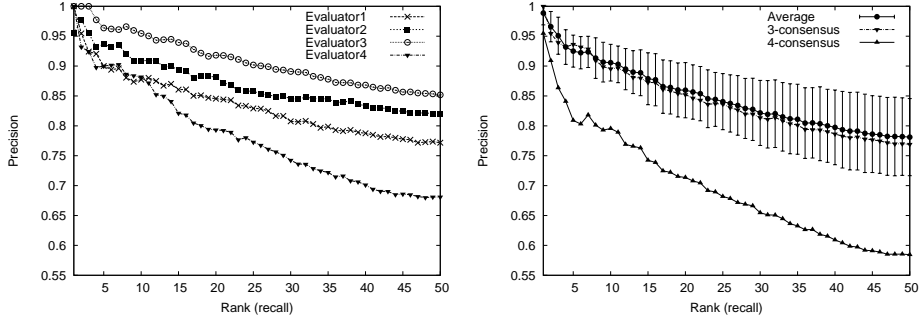 Evaluator1
Evaluator2
Evaluator3
Evaluator4
Precision
1
0.95
0.9
0.85
0.8
0.75
0.7
0.65
0.6
0.55
5 10 15 20 25 30 35 40 45 50
Rank (recall)
Average
3-consensus
4-consensus
Precision
1
0.95
0.9
0.85
0.8
0.75
0.7
0.65
0.6
0.55
5 10 15 20 25 30 35 40 45 50
Rank (recall)